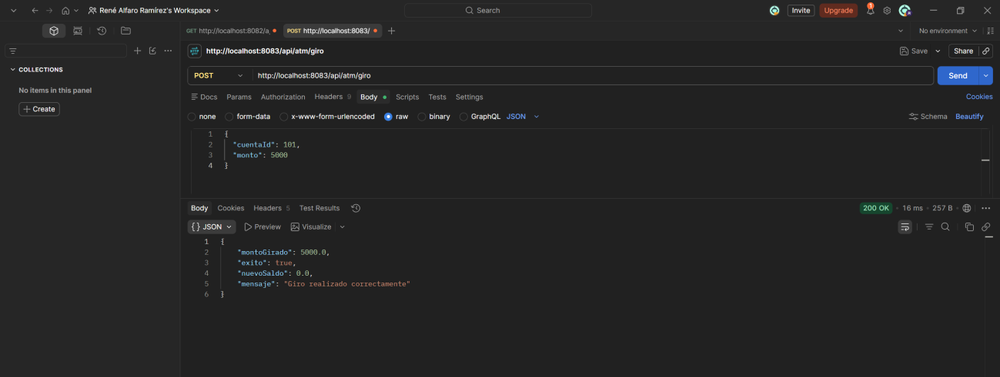 René Alfaro Ramírez's Workspace Search Invite Upgrade 1
GET http://localhost:8082/a POST http://localhost:8083/ No environment
http://localhost:8083/api/atm/giro Save Share
COLLECTIONS
No items in this panel
Create
POST http://localhost:8083/api/atm/giro Send
Docs Params Authorization Headers 9 Body Scripts Tests Settings Cookies
none form-data x-www-form-urlencoded raw binary GraphQL JSON Schema Beautify
1 {
2 "cuentaId": 101,
3 "monto": 5000
4 }
Body Cookies Headers 5 Test Results 200 OK 16 ms 257 B
{} JSON Preview Visualize
1 {
2 "montoGirado": 5000.0,
3 "exito": true,
4 "nuevoSaldo": 0.0,
5 "mensaje": "Giro realizado correctamente"
6 }